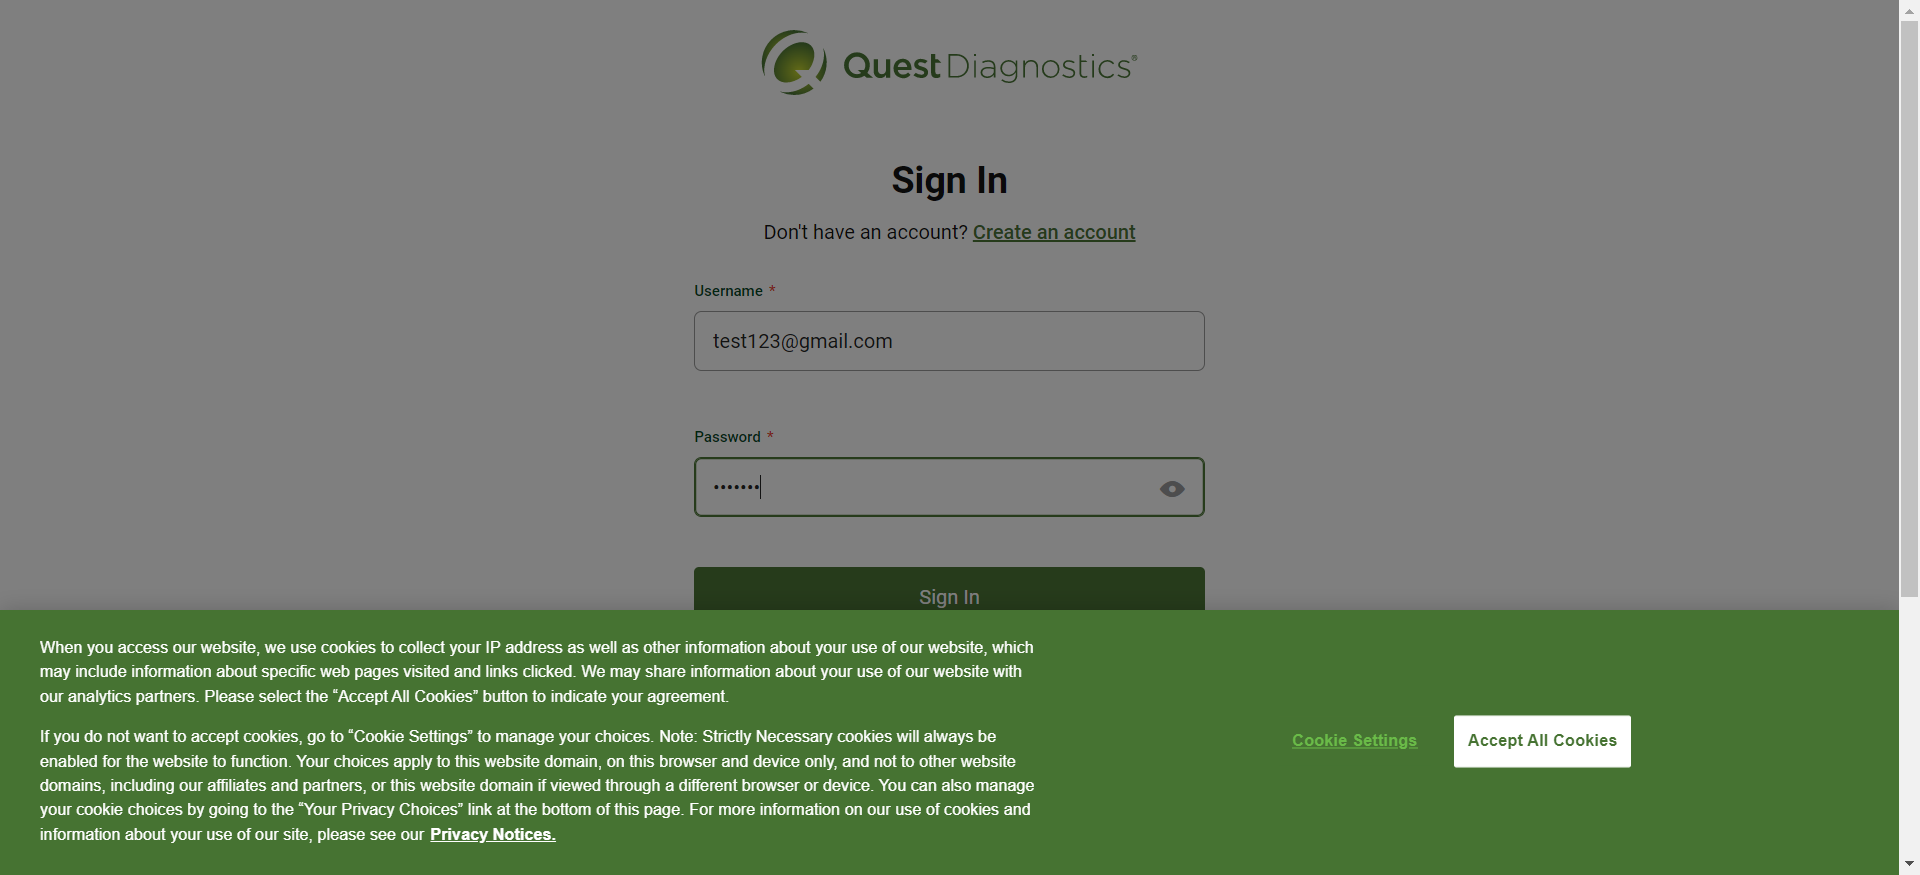 Quest Diagnostics®
Sign In
Don't have an account? Create an account
Username *
test123@gmail.com
Password *
•••••••
Sign In
When you access our website, we use cookies to collect your IP address as well as other information about your use of our website, which
may include information about specific web pages visited and links clicked. We may share information about your use of our website with
our analytics partners. Please select the “Accept All Cookies” button to indicate your agreement.
If you do not want to accept cookies, go to “Cookie Settings” to manage your choices. Note: Strictly Necessary cookies will always be
enabled for the website to function. Your choices apply to this website domain, on this browser and device only, and not to other website
domains, including our affiliates and partners, or this website domain if viewed through a different browser or device. You can also manage
your cookie choices by going to the “Your Privacy Choices” link at the bottom of this page. For more information on our use of cookies and
information about your use of our site, please see our Privacy Notices.
Cookie Settings
Accept All Cookies